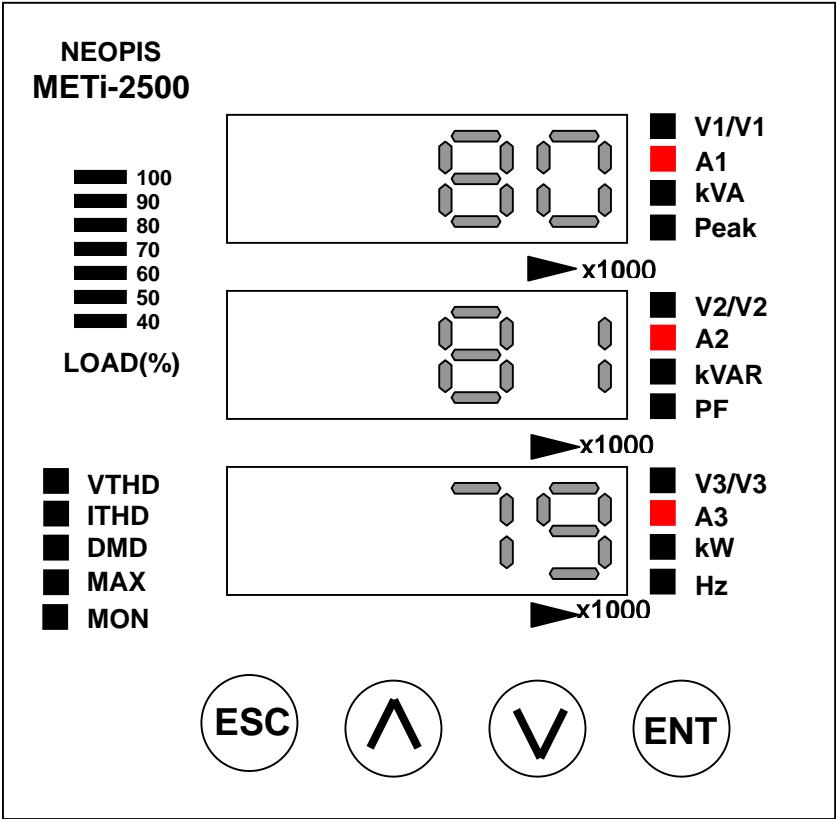 NEOPIS
METi-2500
80
V1/V1
A1
kVA
Peak
100
90
80
70
60
50
40
LOAD(%)
x1000
81
V2/V2
A2
kVAR
PF
x1000
79
V3/V3
A3
kW
Hz
x1000
VTHD
ITHD
DMD
MAX
MON
ESC
ENT